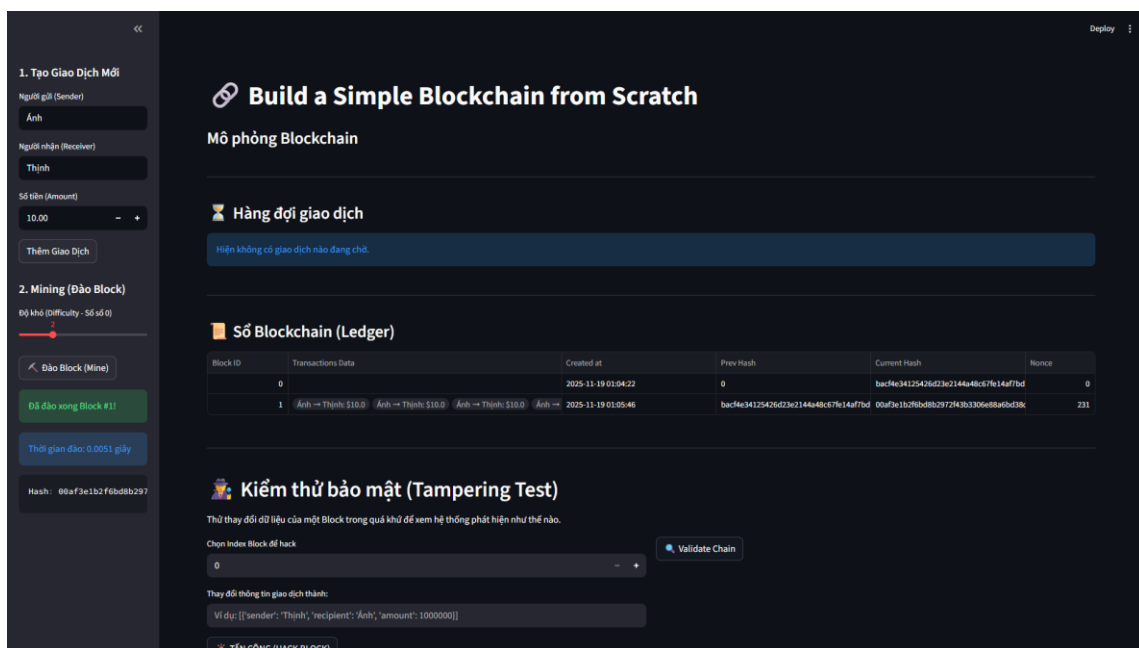 Deploy
1. Tạo Giao Dịch Mới
Người gửi (Sender)
Ánh
Người nhận (Receiver)
Thịnh
Số tiền (Amount)
10.00 − +
Thêm Giao Dịch
2. Mining (Đào Block)
Độ khó (Difficulty - Số số 0)
2
Đào Block (Mine)
Đã đào xong Block #1!
Thời gian đào: 0.0051 giây
Hash: 00af3e1b2f6bd8b297
Build a Simple Blockchain from Scratch
Mô phỏng Blockchain
Hàng đợi giao dịch
Hiện không có giao dịch nào đang chờ.
Sổ Blockchain (Ledger)
Block ID Transactions Data Created at Prev Hash Current Hash Nonce
0 2025-11-19 01:04:22 0 bacf4e34125426d23e2144a48c67fe14af7bd 0
1 Ánh → Thịnh: $10.0 Ánh → Thịnh: $10.0 Ánh → Thịnh: $10.0 Ánh → 2025-11-19 01:05:46 bacf4e34125426d23e2144a48c67fe14af7bd 00af3e1b2f6bd8b2972f43b3306e88a6bd38c 231
Kiểm thử bảo mật (Tampering Test)
Thử thay đổi dữ liệu của một Block trong quá khứ để xem hệ thống phát hiện như thế nào.
Chọn Index Block để hack
0 − +
Validate Chain
Thay đổi thông tin giao dịch thành:
Ví dụ: [{'sender': 'Thịnh', 'recipient': 'Ánh', 'amount': 1000000}]
TẤN CÔNG (HACK BLOCK)